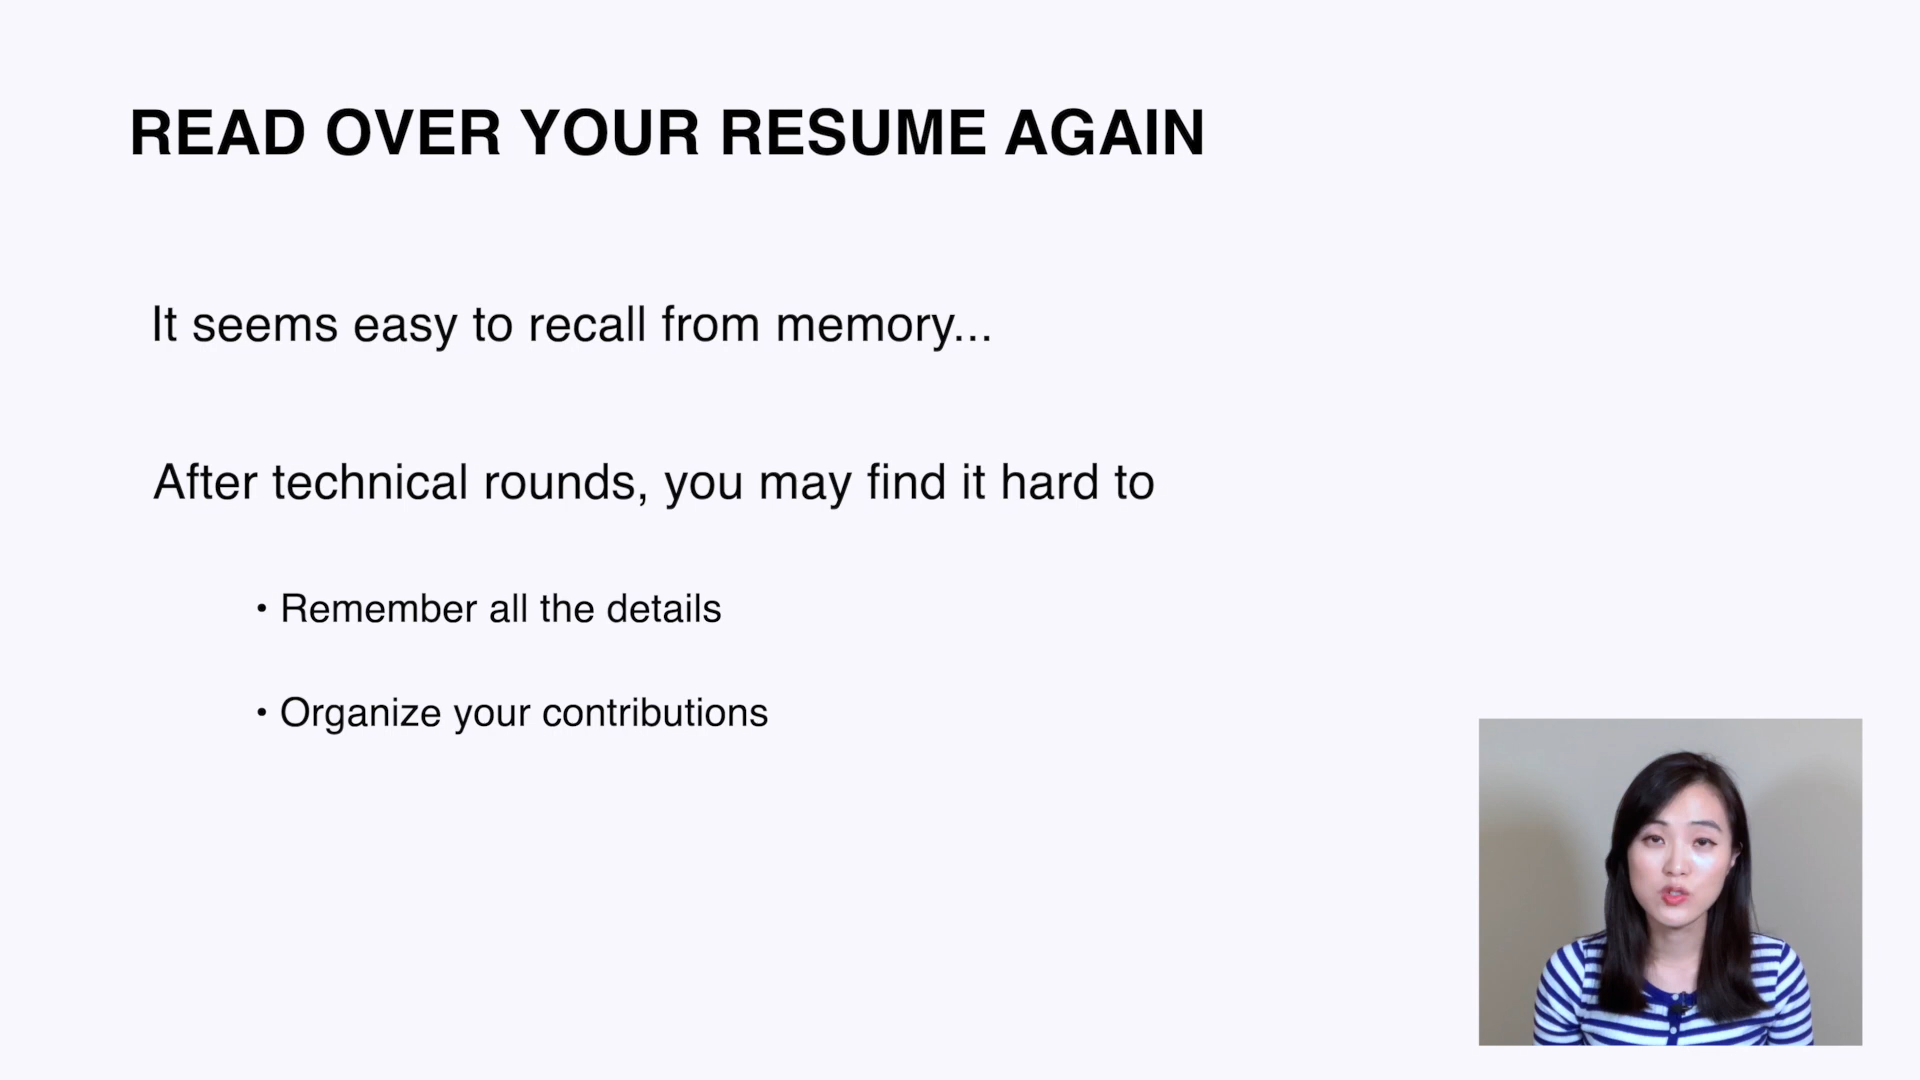 READ OVER YOUR RESUME AGAIN
It seems easy to recall from memory...
After technical rounds, you may find it hard to
• Remember all the details
• Organize your contributions